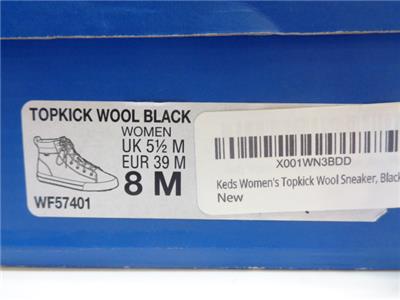 TOPKICK WOOL BLACK
WOMEN
UK 5½ M
EUR 39 M
8 M
WF57401
X001WN3BDD
Keds Women's Topkick Wool Sneaker, Black
New